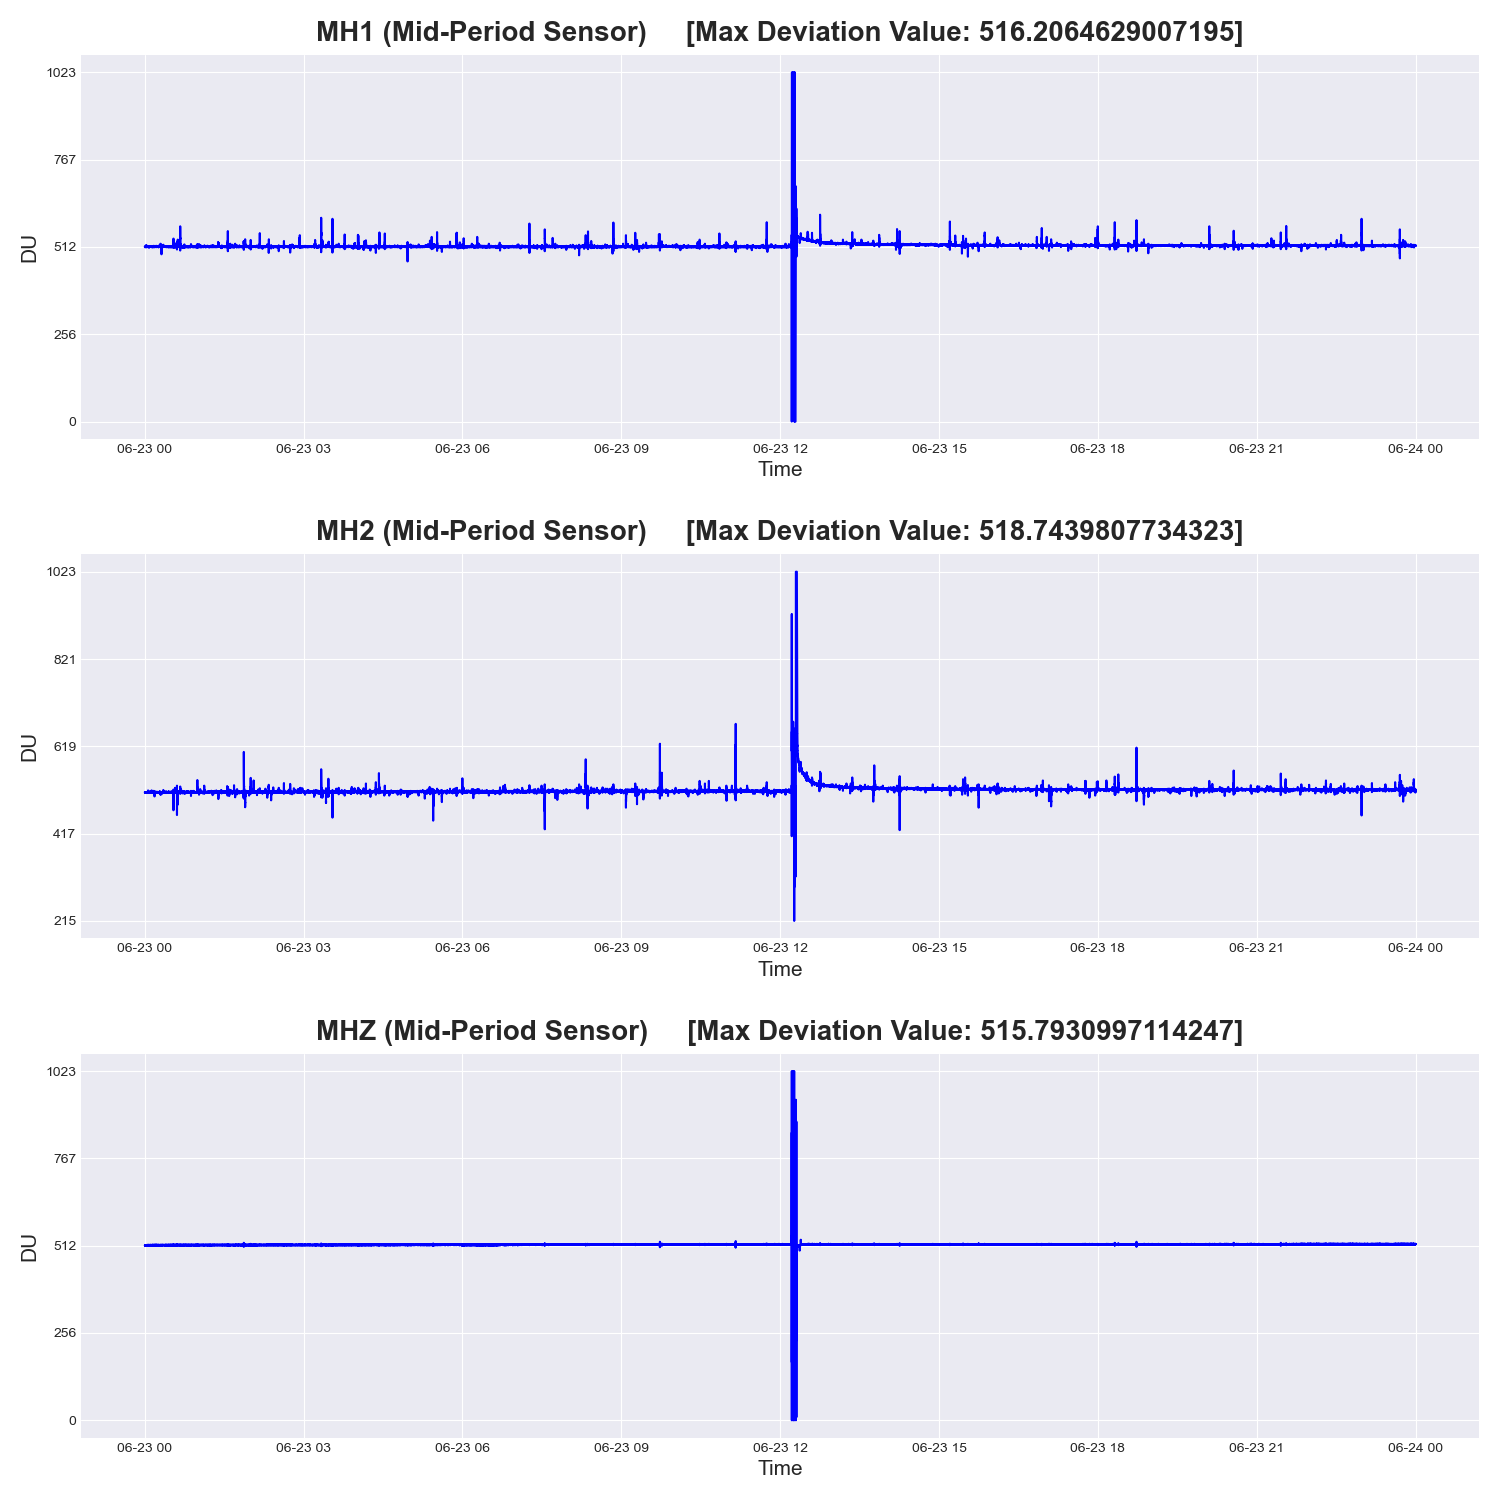 MH1 (Mid-Period Sensor) [Max Deviation Value: 516.2064629007195]
1023
767
512
256
0
DU
06-23 00 06-23 03 06-23 06 06-23 09 06-23 12 06-23 15 06-23 18 06-23 21 06-24 00
Time
MH2 (Mid-Period Sensor) [Max Deviation Value: 518.7439807734323]
1023
821
619
417
215
DU
06-23 00 06-23 03 06-23 06 06-23 09 06-23 12 06-23 15 06-23 18 06-23 21 06-24 00
Time
MHZ (Mid-Period Sensor) [Max Deviation Value: 515.7930997114247]
1023
767
512
256
0
DU
06-23 00 06-23 03 06-23 06 06-23 09 06-23 12 06-23 15 06-23 18 06-23 21 06-24 00
Time